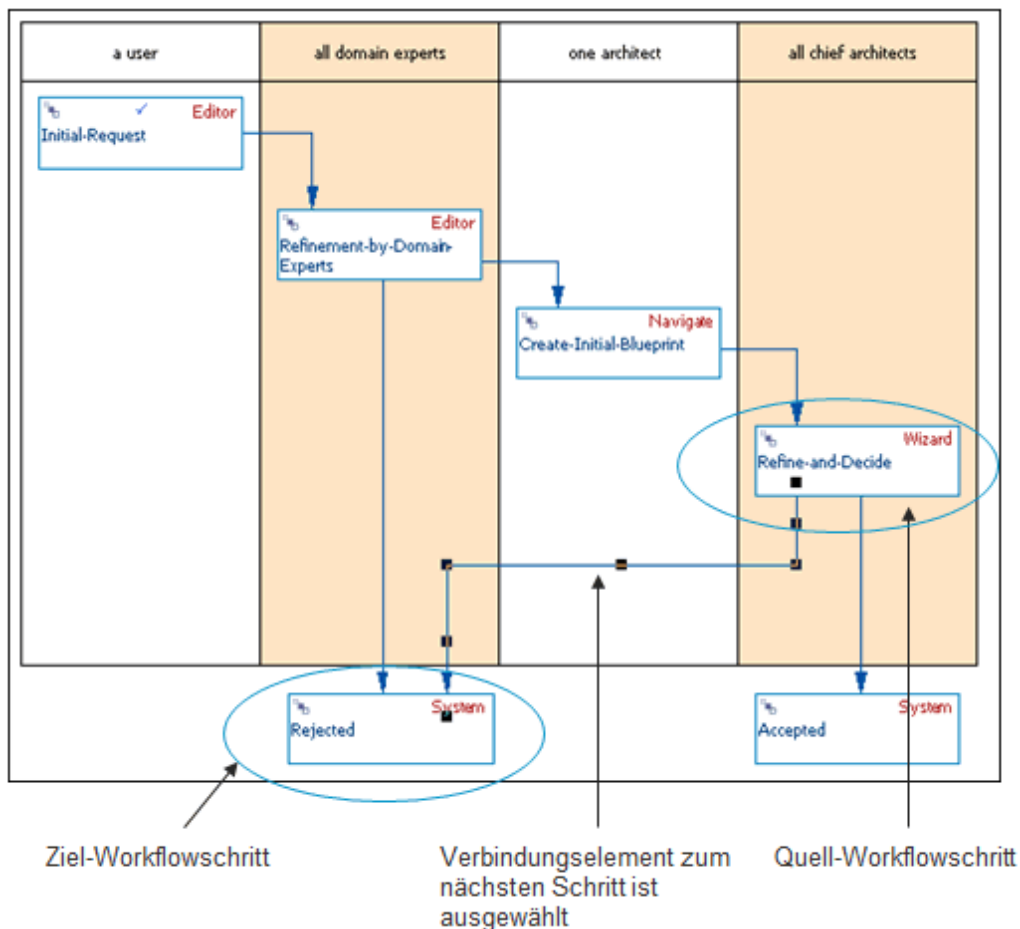 a user
all domain experts
one architect
all chief architects
Editor
Initial-Request
Editor
Refinement-by-Domain-
Experts
Navigate
Create-Initial-Blueprint
Wizard
Refine-and-Decide
System
Rejected
System
Accepted
Ziel-Workflowschritt
Verbindungselement zum
nächsten Schritt ist
ausgewählt
Quell-Workflowschritt